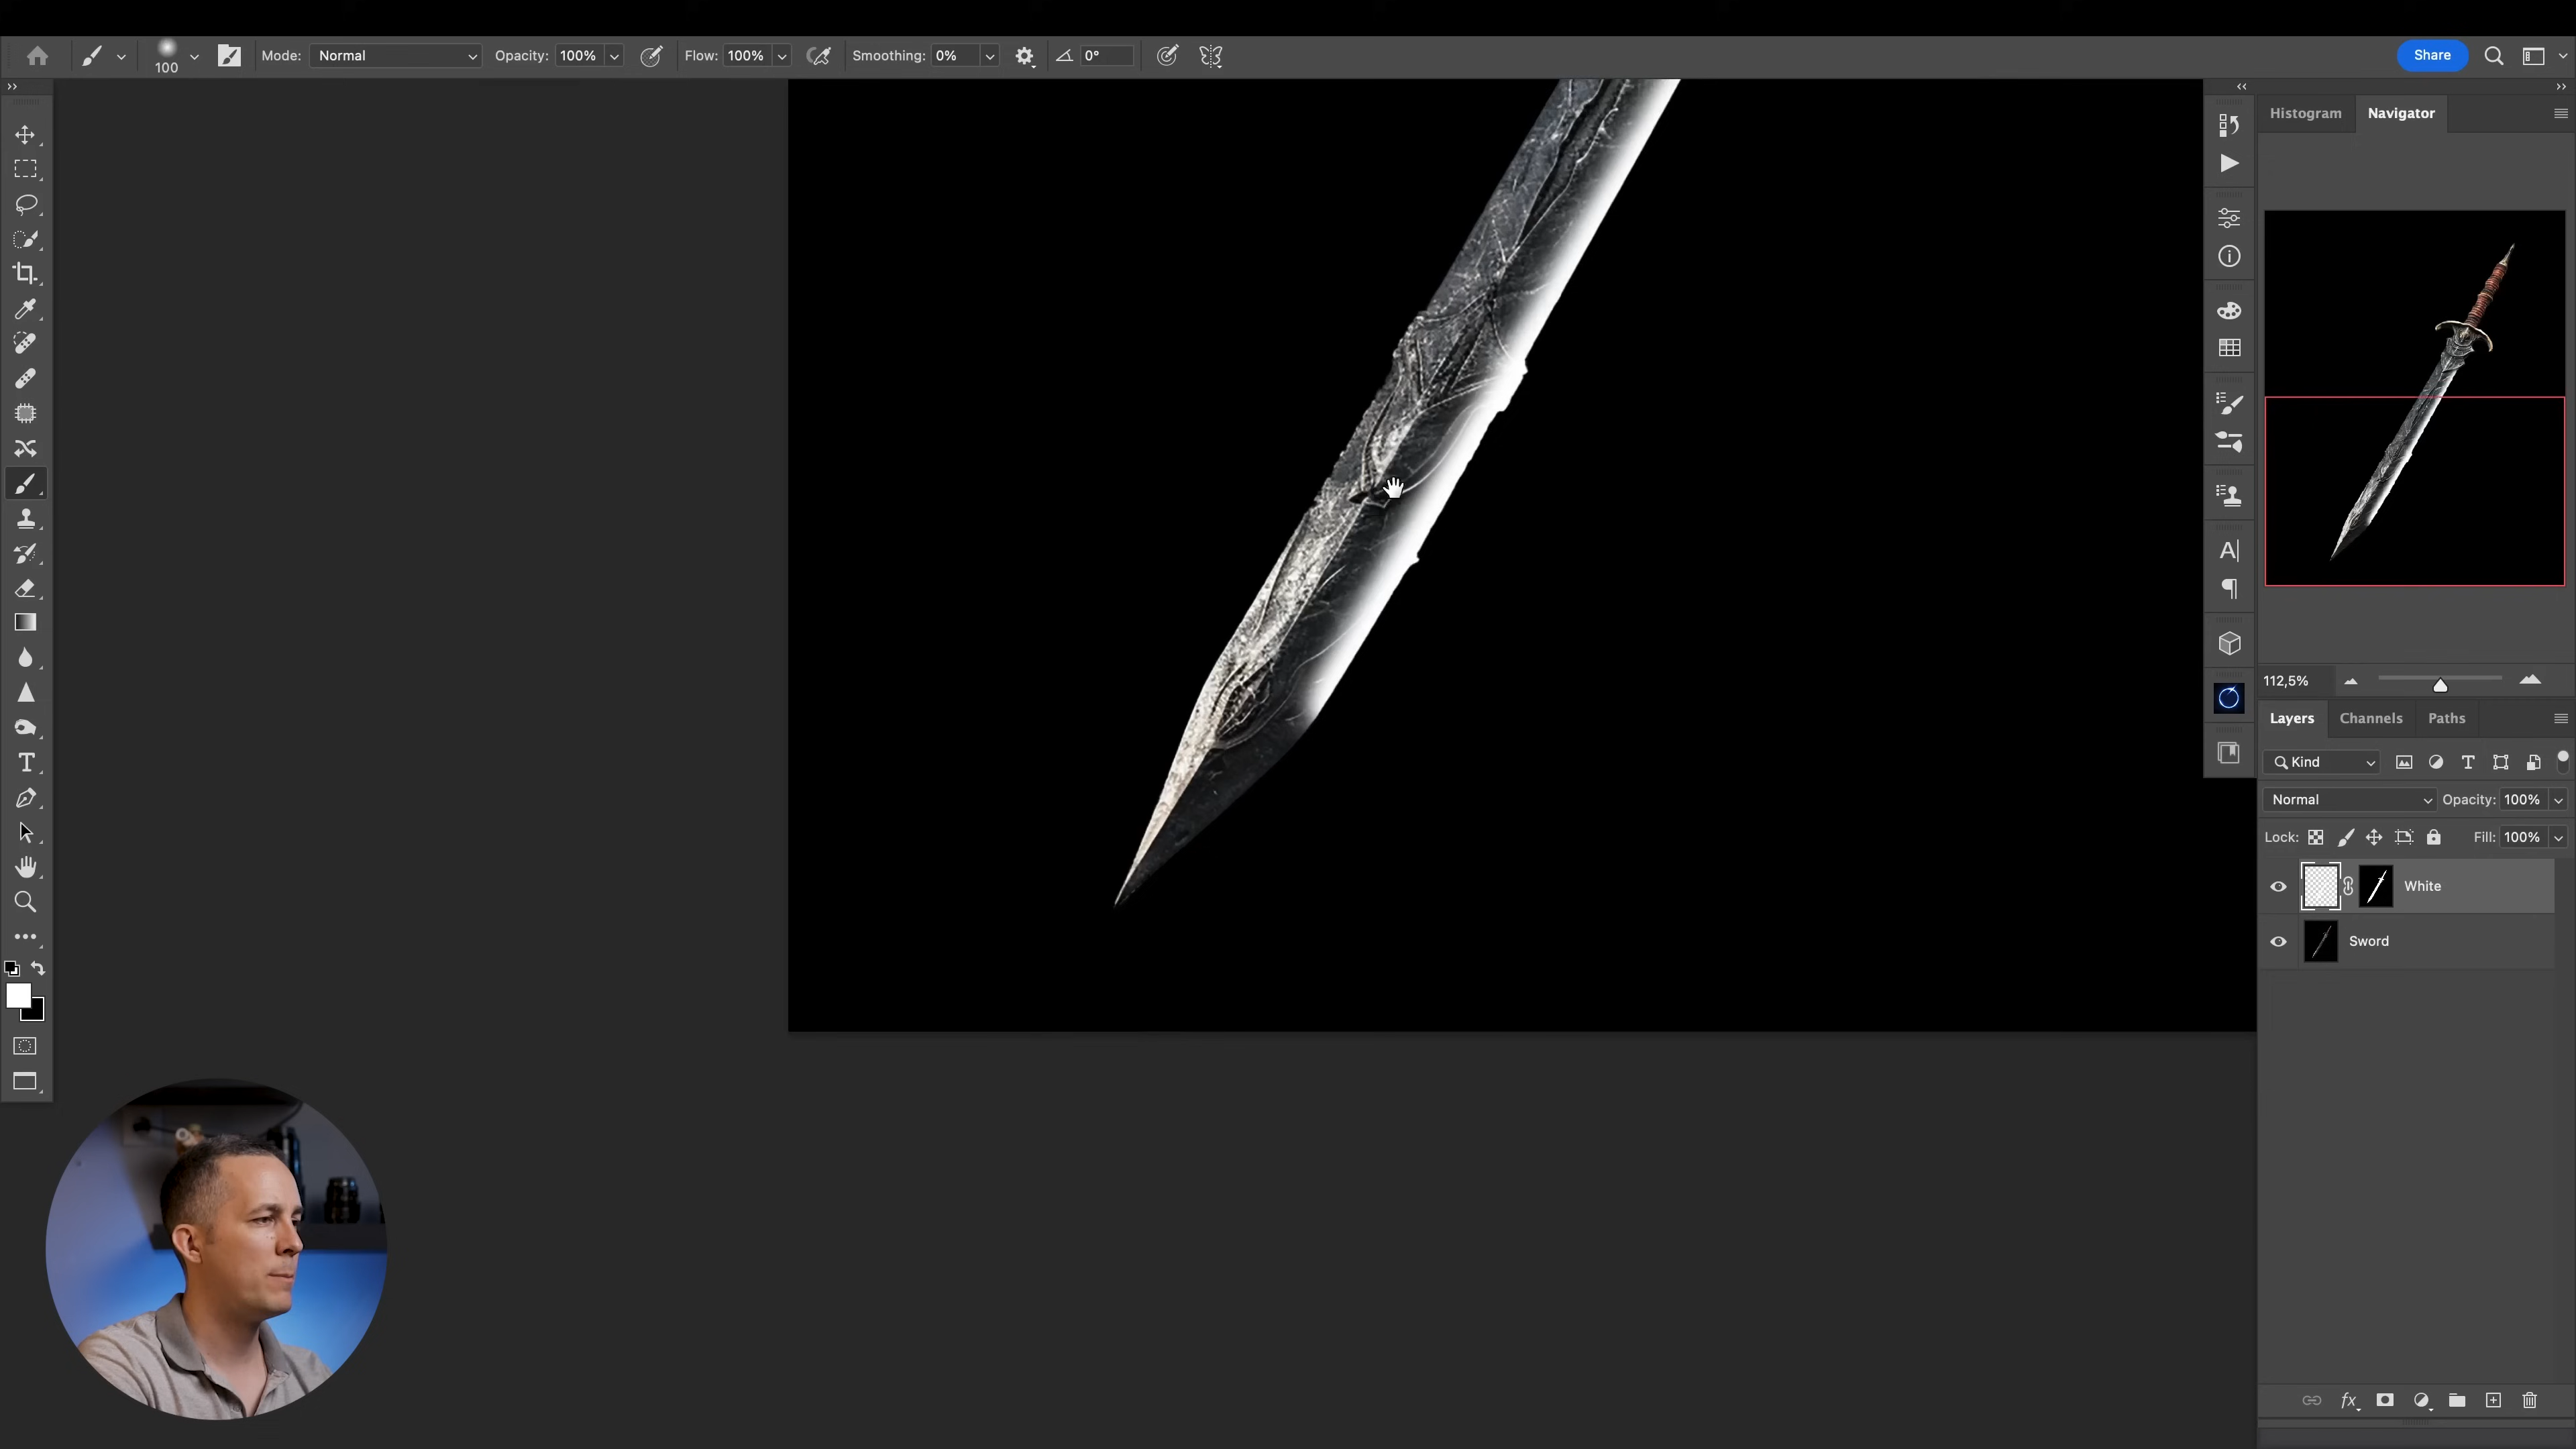 100 Mode: Normal Opacity: 100% Flow: 100% Smoothing: 0% 0° Share
Histogram Navigator
112,5%
Layers Channels Paths
Kind
Normal Opacity: 100%
Lock: Fill: 100%
White
Sword
fx